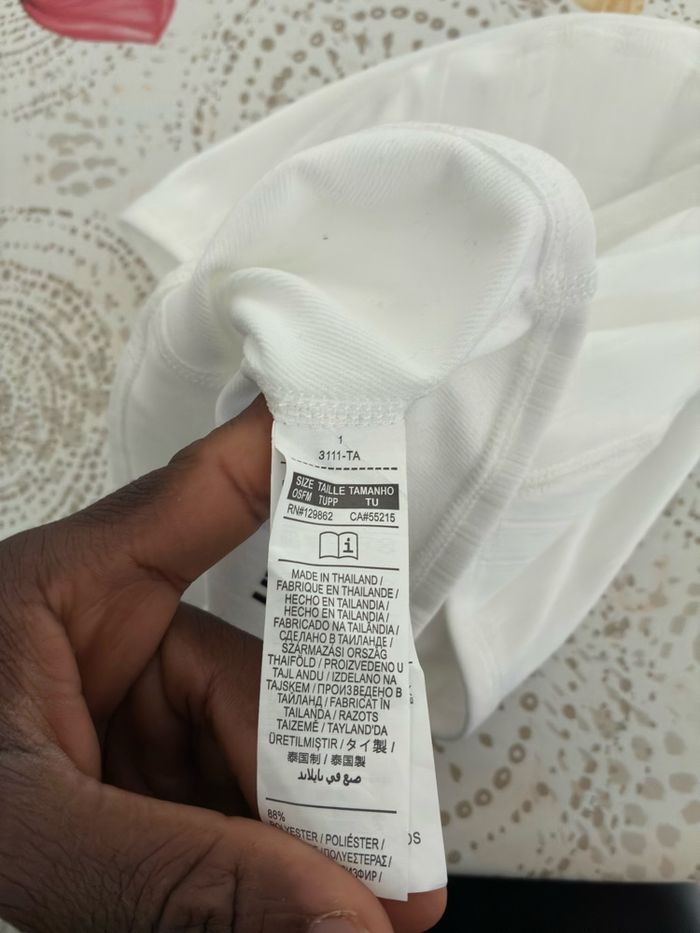 1
3111-TA
SIZE TAILLE TAMANHO
OSFM TUPP TU
RN#129862 CA#55215
i
MADE IN THAILAND /
FABRIQUE EN THAILANDE /
HECHO EN TAILANDIA /
HECHO EN TAILANDIA /
FABRICADO NA TAILÂNDIA /
СДЕЛАНО В ТАИЛАНДЕ /
SZÁRMAZÁSI ORSZÁG
THAIFÖLD / PROIZVEDENO U
TAJLANDU / IZDELANO NA
TAJSKEM / ПРОИЗВЕДЕНО В
ТАЙЛАНД / FABRICAT ÎN
TAILANDA / RAZOTS
TAIZEMĒ / TAYLAND'DA
ÜRETILMIŞTIR / タイ製 /
泰国制 / 泰國製
صنع في تايلاند
88%
POLYESTER / POLIÉSTER /
/ΠΟΛΥΕΣΤΕΡΑΣ/
OS